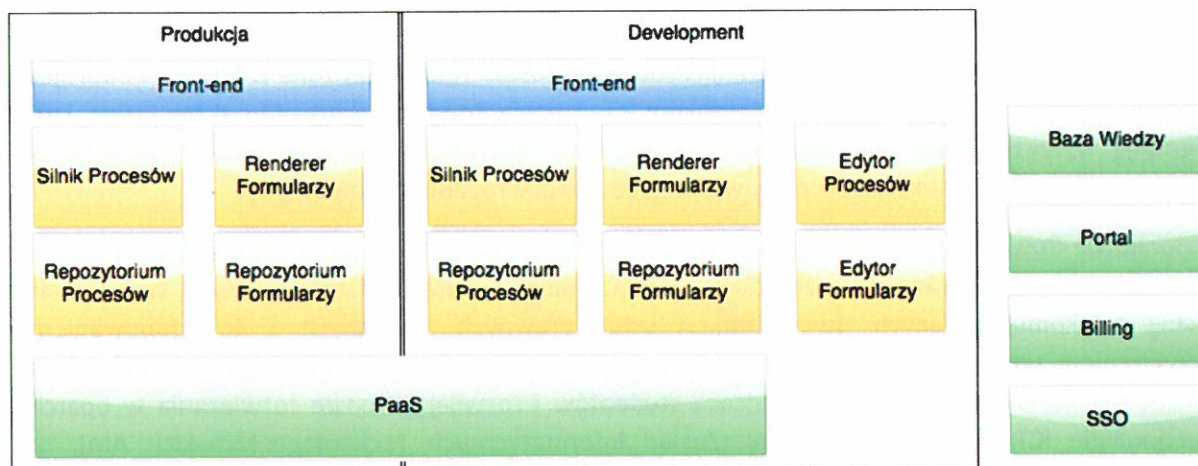 Produkcja
Front-end
Silnik Procesów
Renderer
Formularzy
Repozytorium
Procesów
Repozytorium
Formularzy
Development
Front-end
Silnik Procesów
Renderer
Formularzy
Edytor
Procesów
Repozytorium
Procesów
Repozytorium
Formularzy
Edytor
Formularzy
PaaS
Baza Wiedzy
Portal
Billing
SSO